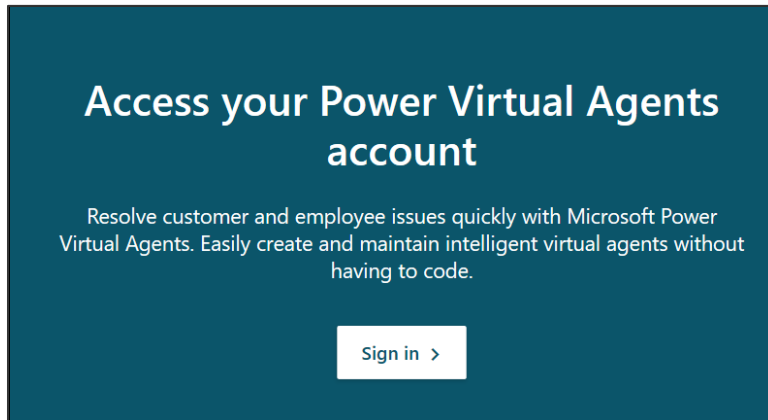 Access your Power Virtual Agents
account
Resolve customer and employee issues quickly with Microsoft Power
Virtual Agents. Easily create and maintain intelligent virtual agents without
having to code.
Sign in >